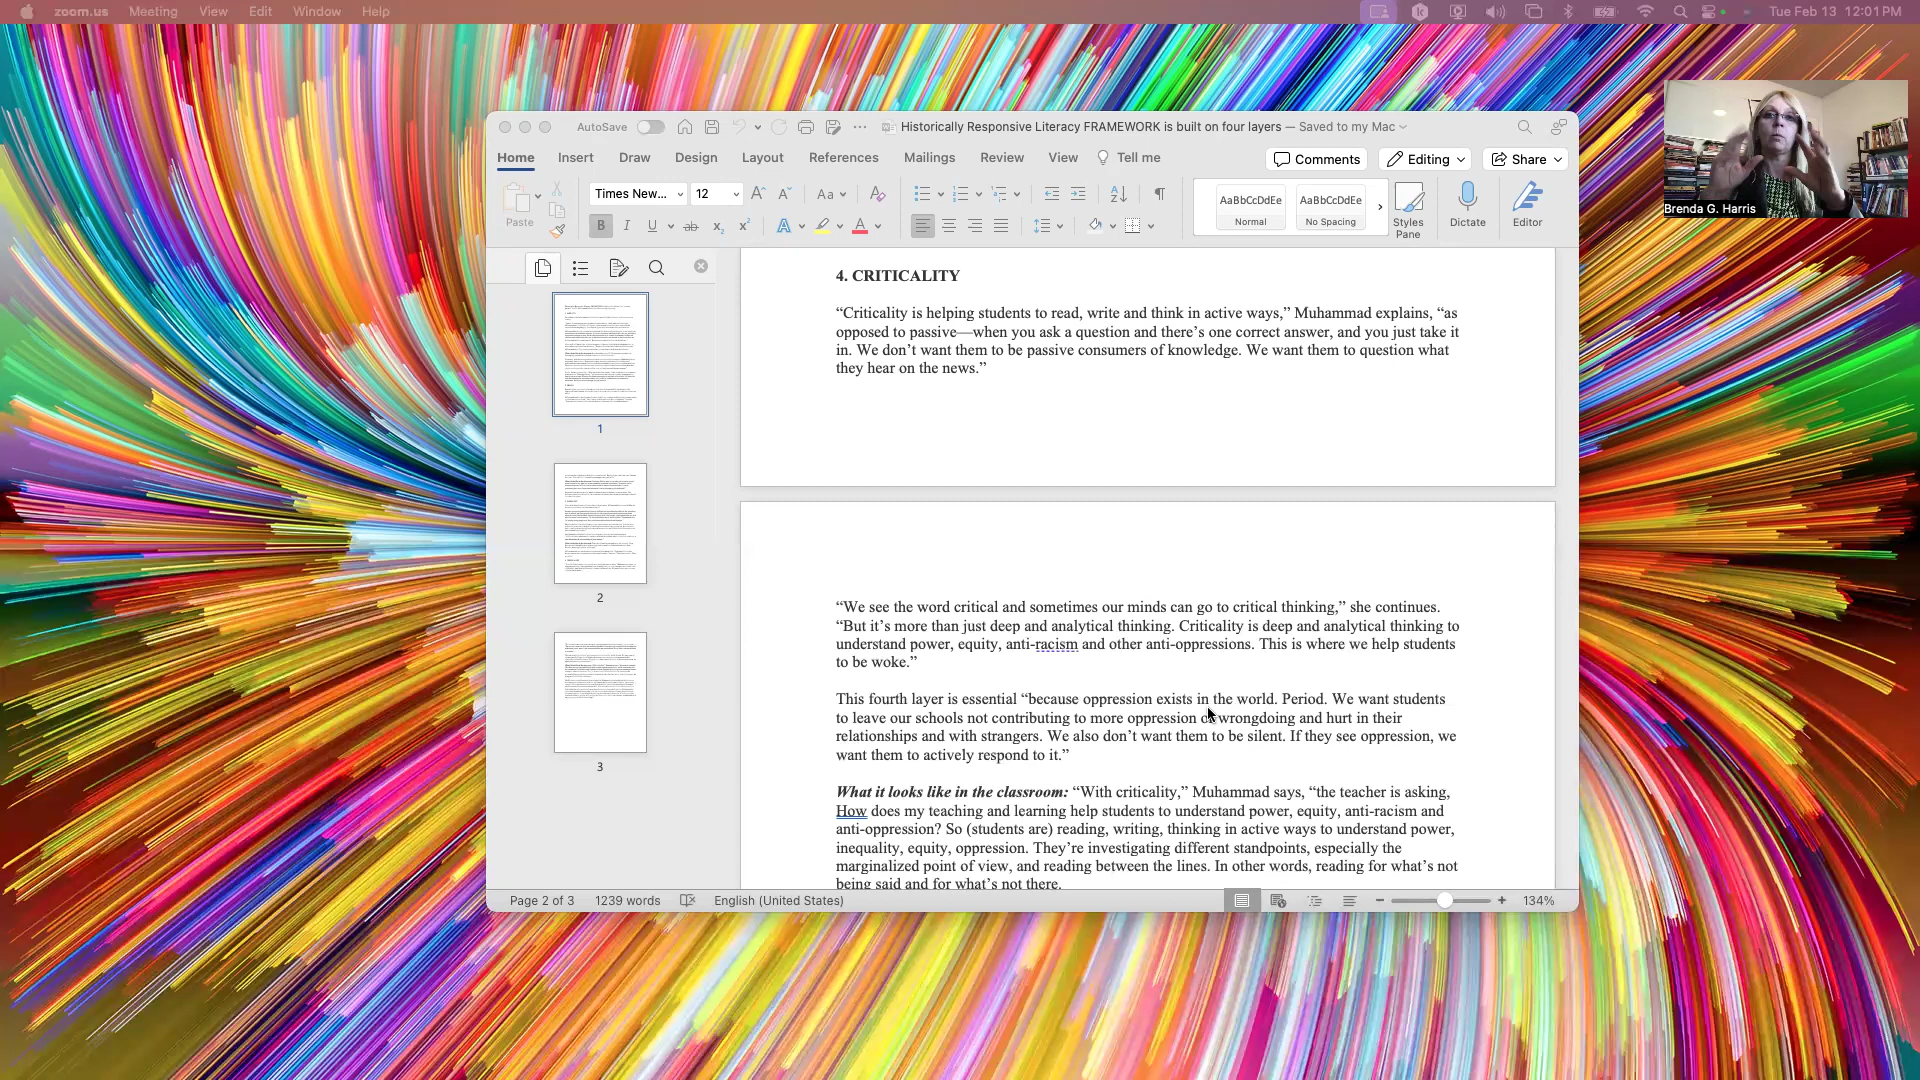 zoom.us Meeting View Edit Window Help Tue Feb 13 12:01 PM
AutoSave Historically Responsive Literacy FRAMEWORK is built on four layers — Saved to my Mac
Home Insert Draw Design Layout References Mailings Review View Tell me Comments Editing Share
Times New... 12 Aa AaBbCcDdEe AaBbCcDdEe
Paste Normal No Spacing Styles Pane Dictate Editor
Brenda G. Harris
4. CRITICALITY
“Criticality is helping students to read, write and think in active ways,” Muhammad explains, “as
opposed to passive—when you ask a question and there’s one correct answer, and you just take it
in. We don’t want them to be passive consumers of knowledge. We want them to question what
they hear on the news.”
1
2
3
“We see the word critical and sometimes our minds can go to critical thinking,” she continues.
“But it’s more than just deep and analytical thinking. Criticality is deep and analytical thinking to
understand power, equity, anti-racism and other anti-oppressions. This is where we help students
to be woke.”
This fourth layer is essential “because oppression exists in the world. Period. We want students
to leave our schools not contributing to more oppression or wrongdoing and hurt in their
relationships and with strangers. We also don’t want them to be silent. If they see oppression, we
want them to actively respond to it.”
What it looks like in the classroom: “With criticality,” Muhammad says, “the teacher is asking,
How does my teaching and learning help students to understand power, equity, anti-racism and
anti-oppression? So (students are) reading, writing, thinking in active ways to understand power,
inequality, equity, oppression. They’re investigating different standpoints, especially the
marginalized point of view, and reading between the lines. In other words, reading for what’s not
being said and for what’s not there.
Page 2 of 3 1239 words English (United States) 134%